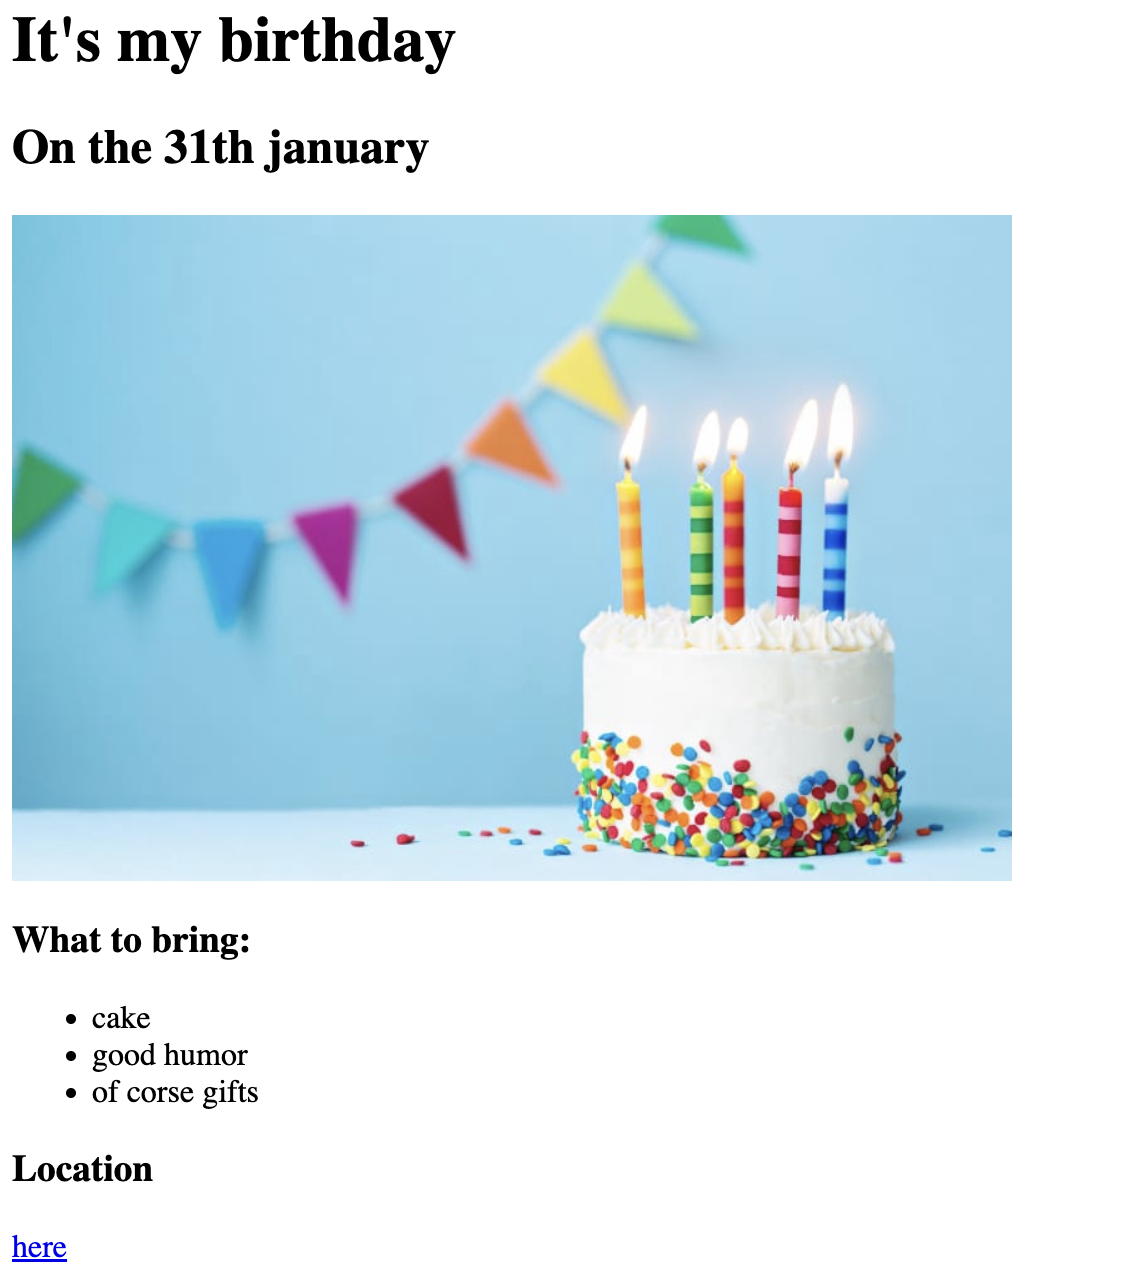 It's my birthday
On the 31th january
What to bring:
cake
good humor
of corse gifts
Location
here